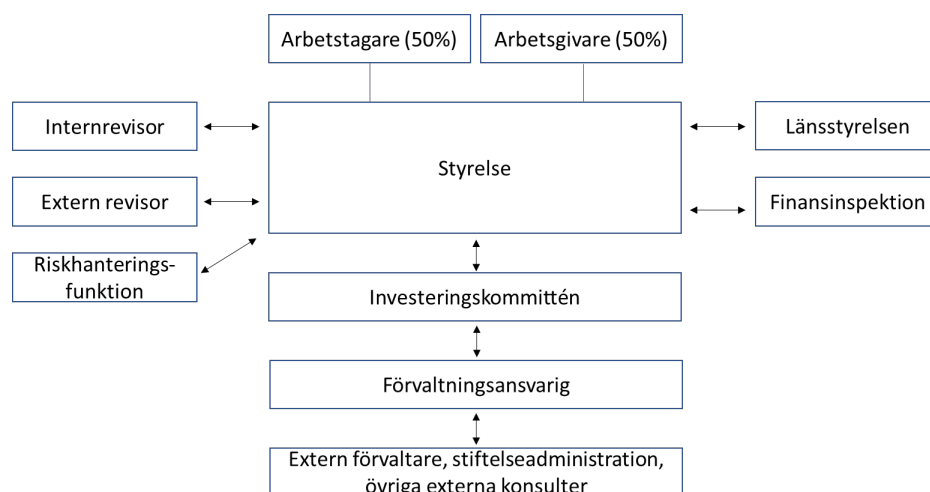 Arbetstagare (50%)
Arbetsgivare (50%)
Internrevisor
Styrelse
Länsstyrelsen
Extern revisor
Finansinspektion
Riskhanterings-
funktion
Investeringskommittén
Förvaltningsansvarig
Extern förvaltare, stiftelseadministration,
övriga externa konsulter